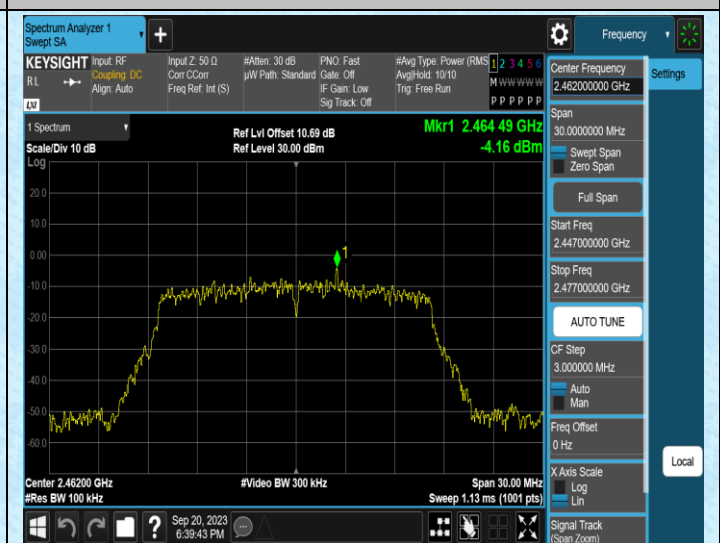 Spectrum Analyzer 1
Swept SA
+
Frequency
KEYSIGHT
RL
LXI
Input: RF
Coupling: DC
Align: Auto
Input Z: 50 Ω
Corr CCorr
Freq Ref: Int (S)
#Atten: 30 dB
µW Path: Standard
PNO: Fast
Gate: Off
IF Gain: Low
Sig Track: Off
#Avg Type: Power (RMS
Avg|Hold: 10/10
Trig: Free Run
1 2 3 4 5 6
M W W W W W
P P P P P P
1 Spectrum
Scale/Div 10 dB
Ref Lvl Offset 10.69 dB
Ref Level 30.00 dBm
Mkr1 2.464 49 GHz
-4.16 dBm
Log
20.0
10.0
0.00
-10.0
-20.0
-30.0
-40.0
-50.0
-60.0
1
Center 2.46200 GHz
#Res BW 100 kHz
#Video BW 300 kHz
Span 30.00 MHz
Sweep 1.13 ms (1001 pts)
?
Sep 20, 2023
6:39:43 PM
Center Frequency
2.462000000 GHz
Settings
Span
30.0000000 MHz
Swept Span
Zero Span
Full Span
Start Freq
2.447000000 GHz
Stop Freq
2.477000000 GHz
AUTO TUNE
CF Step
3.000000 MHz
Auto
Man
Freq Offset
0 Hz
X Axis Scale
Log
Lin
Local
Signal Track
(Span Zoom)